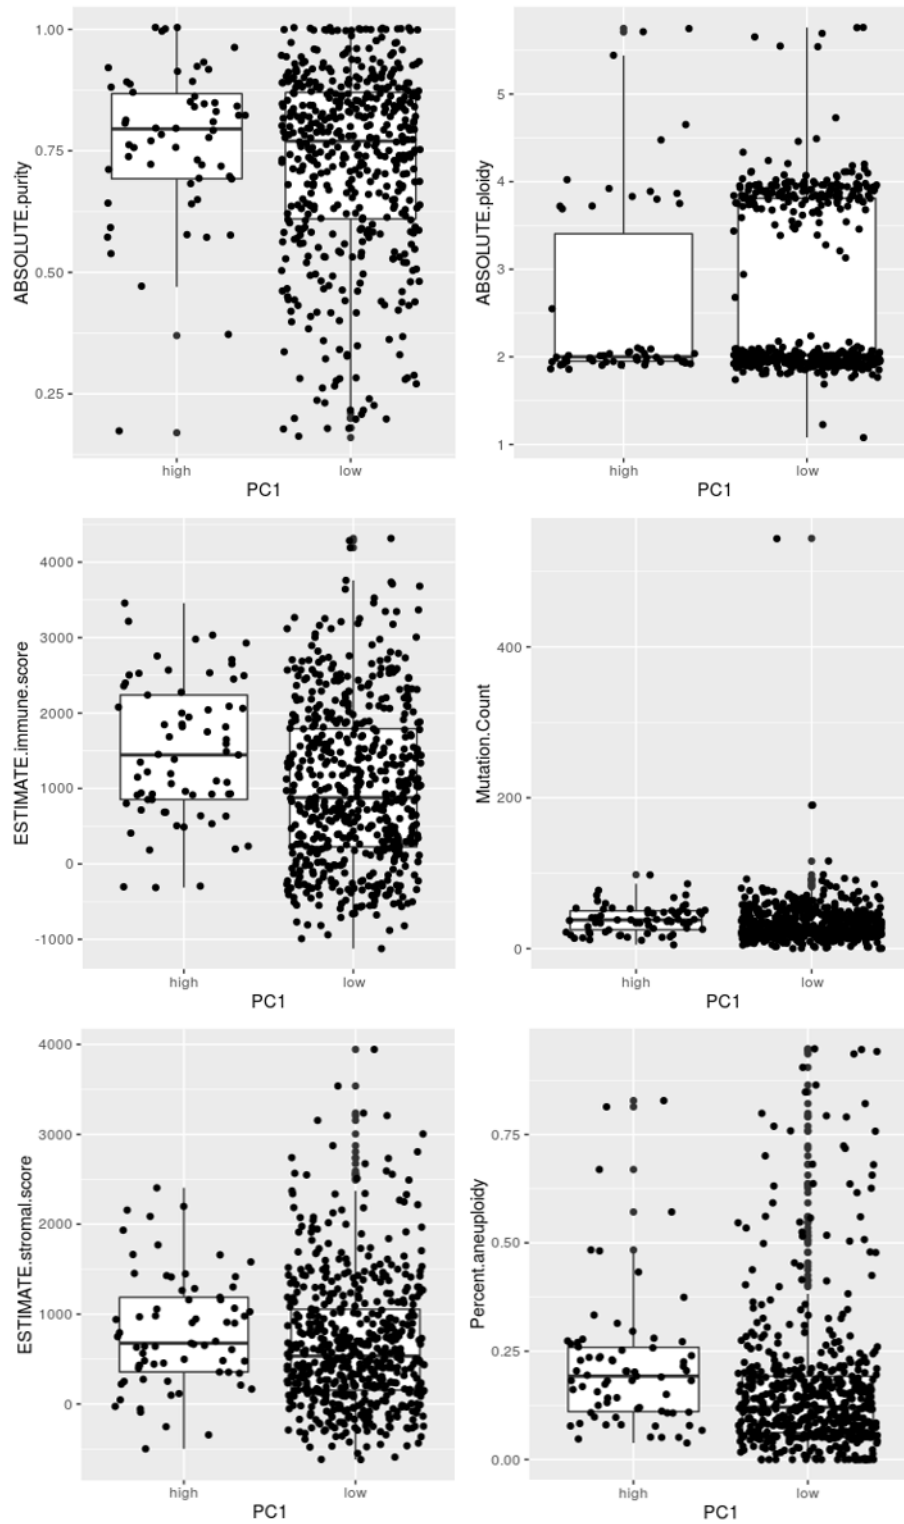 ABSOLUTE.purity
1.00
0.75
0.50
0.25
high
low
PC1
ABSOLUTE.ploidy
5
4
3
2
1
high
low
PC1
ESTIMATE.immune.score
4000
3000
2000
1000
0
-1000
high
low
PC1
Mutation.Count
400
200
0
high
low
PC1
ESTIMATE.stromal.score
4000
3000
2000
1000
0
high
low
PC1
Percent.aneuploidy
0.75
0.50
0.25
0.00
high
low
PC1